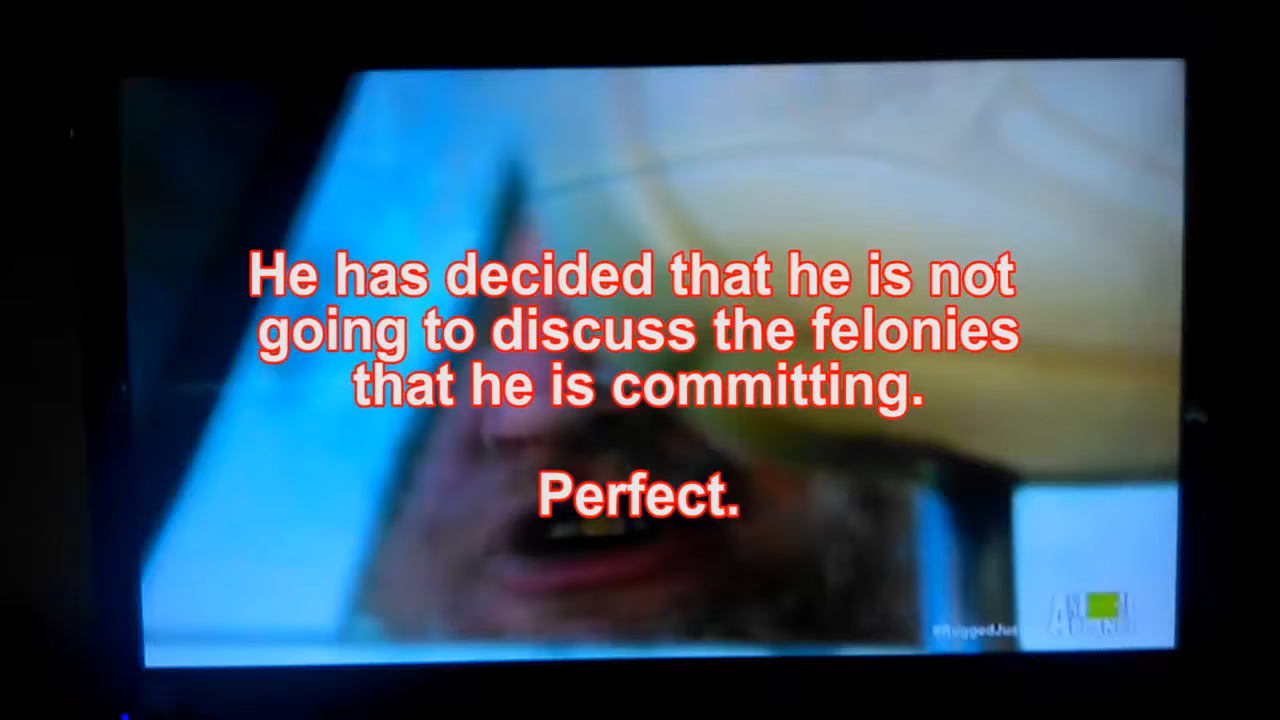 He has decided that he is not
going to discuss the felonies
that he is committing.
Perfect.